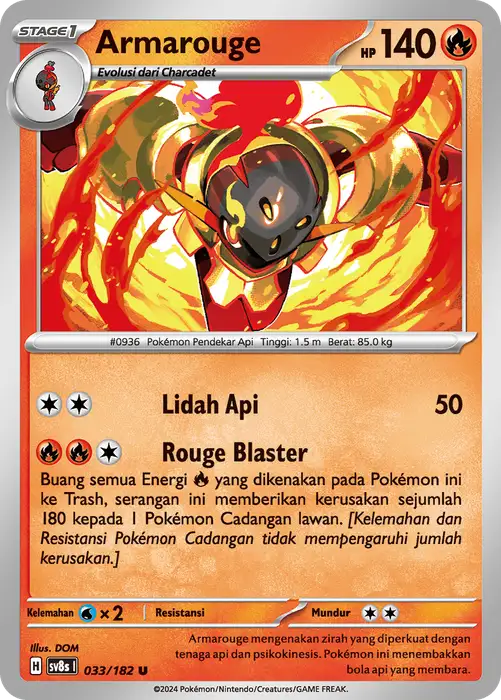 STAGE1
Armarouge
HP 140
Evolusi dari Charcadet
#0936 Pokémon Pendekar Api Tinggi: 1.5 m Berat: 85.0 kg
Lidah Api 50
Rouge Blaster
Buang semua Energi yang dikenakan pada Pokémon ini
ke Trash, serangan ini memberikan kerusakan sejumlah
180 kepada 1 Pokémon Cadangan lawan. [Kelemahan dan
Resistansi Pokémon Cadangan tidak mempengaruhi jumlah
kerusakan.]
Kelemahan ×2 Resistansi Mundur
Illus. DOM
H sv8s I 033/182 U
Armarouge mengenakan zirah yang diperkuat dengan
tenaga api dan psikokinesis. Pokémon ini menembakkan
bola api yang membara.
©2024 Pokémon/Nintendo/Creatures/GAME FREAK.